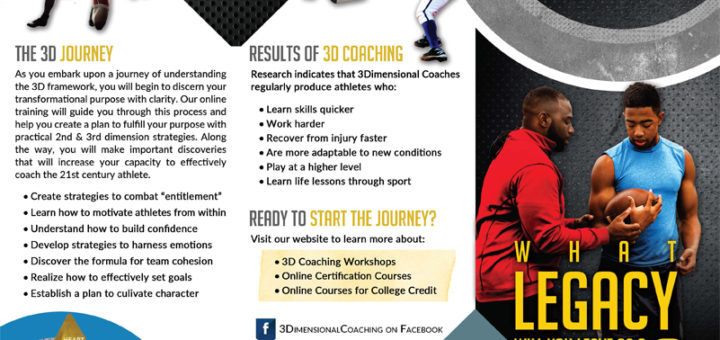 THE 3D JOURNEY
As you embark upon a journey of understanding
the 3D framework, you will begin to discern your
transformational purpose with clarity. Our online
training will guide you through this process and
help you create a plan to fulfill your purpose with
practical 2nd & 3rd dimension strategies. Along
the way, you will make important discoveries
that will increase your capacity to effectively
coach the 21st century athlete.
• Create strategies to combat “entitlement”
• Learn how to motivate athletes from within
• Understand how to build confidence
• Develop strategies to harness emotions
• Discover the formula for team cohesion
• Realize how to effectively set goals
• Establish a plan to culivate character
HEART
RESULTS OF 3D COACHING
Research indicates that 3Dimensional Coaches
regularly produce athletes who:
• Learn skills quicker
• Work harder
• Recover from injury faster
• Are more adaptable to new conditions
• Play at a higher level
• Learn life lessons through sport
READY TO START THE JOURNEY?
Visit our website to learn more about:
• 3D Coaching Workshops
• Online Certification Courses
• Online Courses for College Credit
f 3DimensionalCoaching on Facebook
WHAT
LEGACY